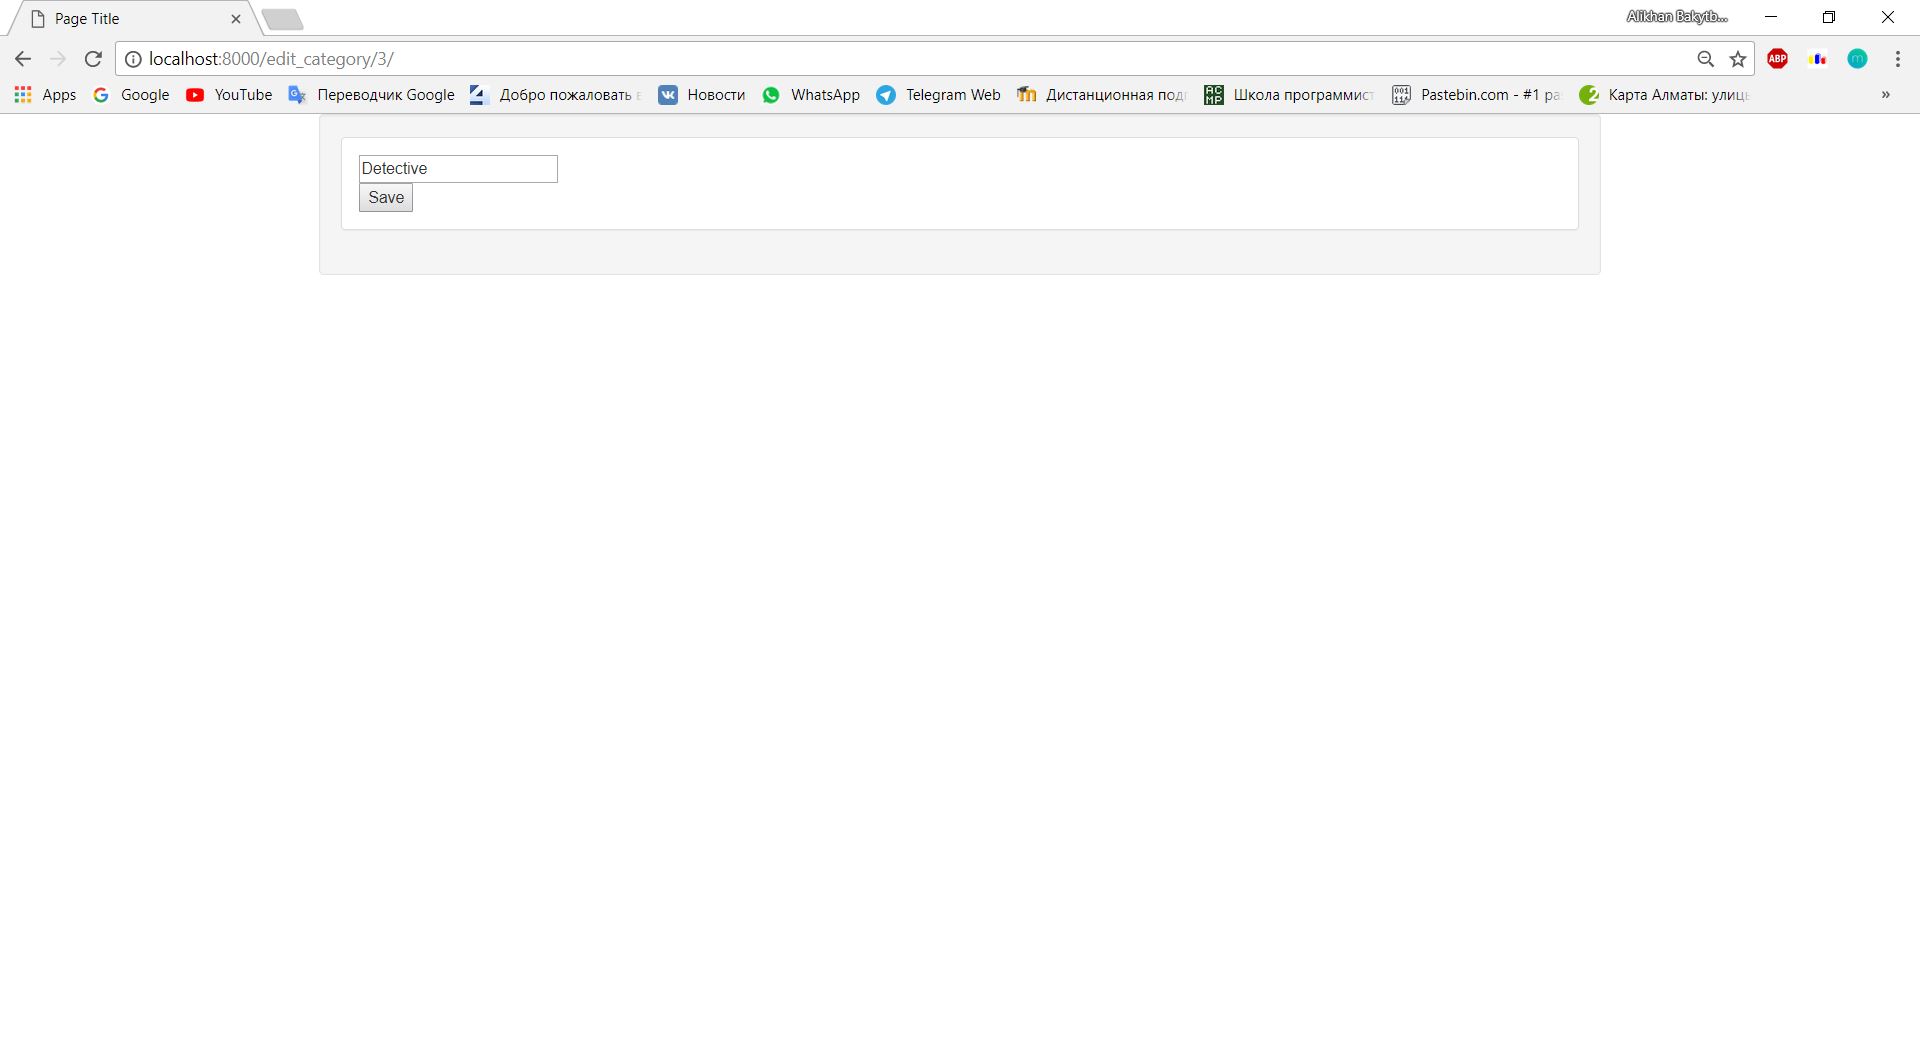 Page Title
Alikhan Bakytb...
localhost:8000/edit_category/3/
ABP
m
Apps Google YouTube Переводчик Google Добро пожаловать Новости WhatsApp Telegram Web Дистанционная под Школа программист Pastebin.com - #1 pa Карта Алматы: улиц »
Detective
Save